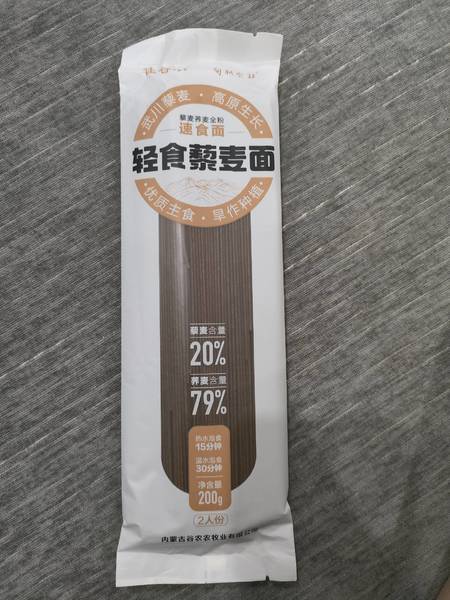 武川藜麦·高原生长
藜麦荞麦全粉
速食面
轻食藜麦面
·优质主食·旱作种植·
藜麦含量
20%
荞麦含量
79%
热水泡食
15分钟
温水泡食
30分钟
净含量
200g
2人份
内蒙古谷农农牧业有限公司